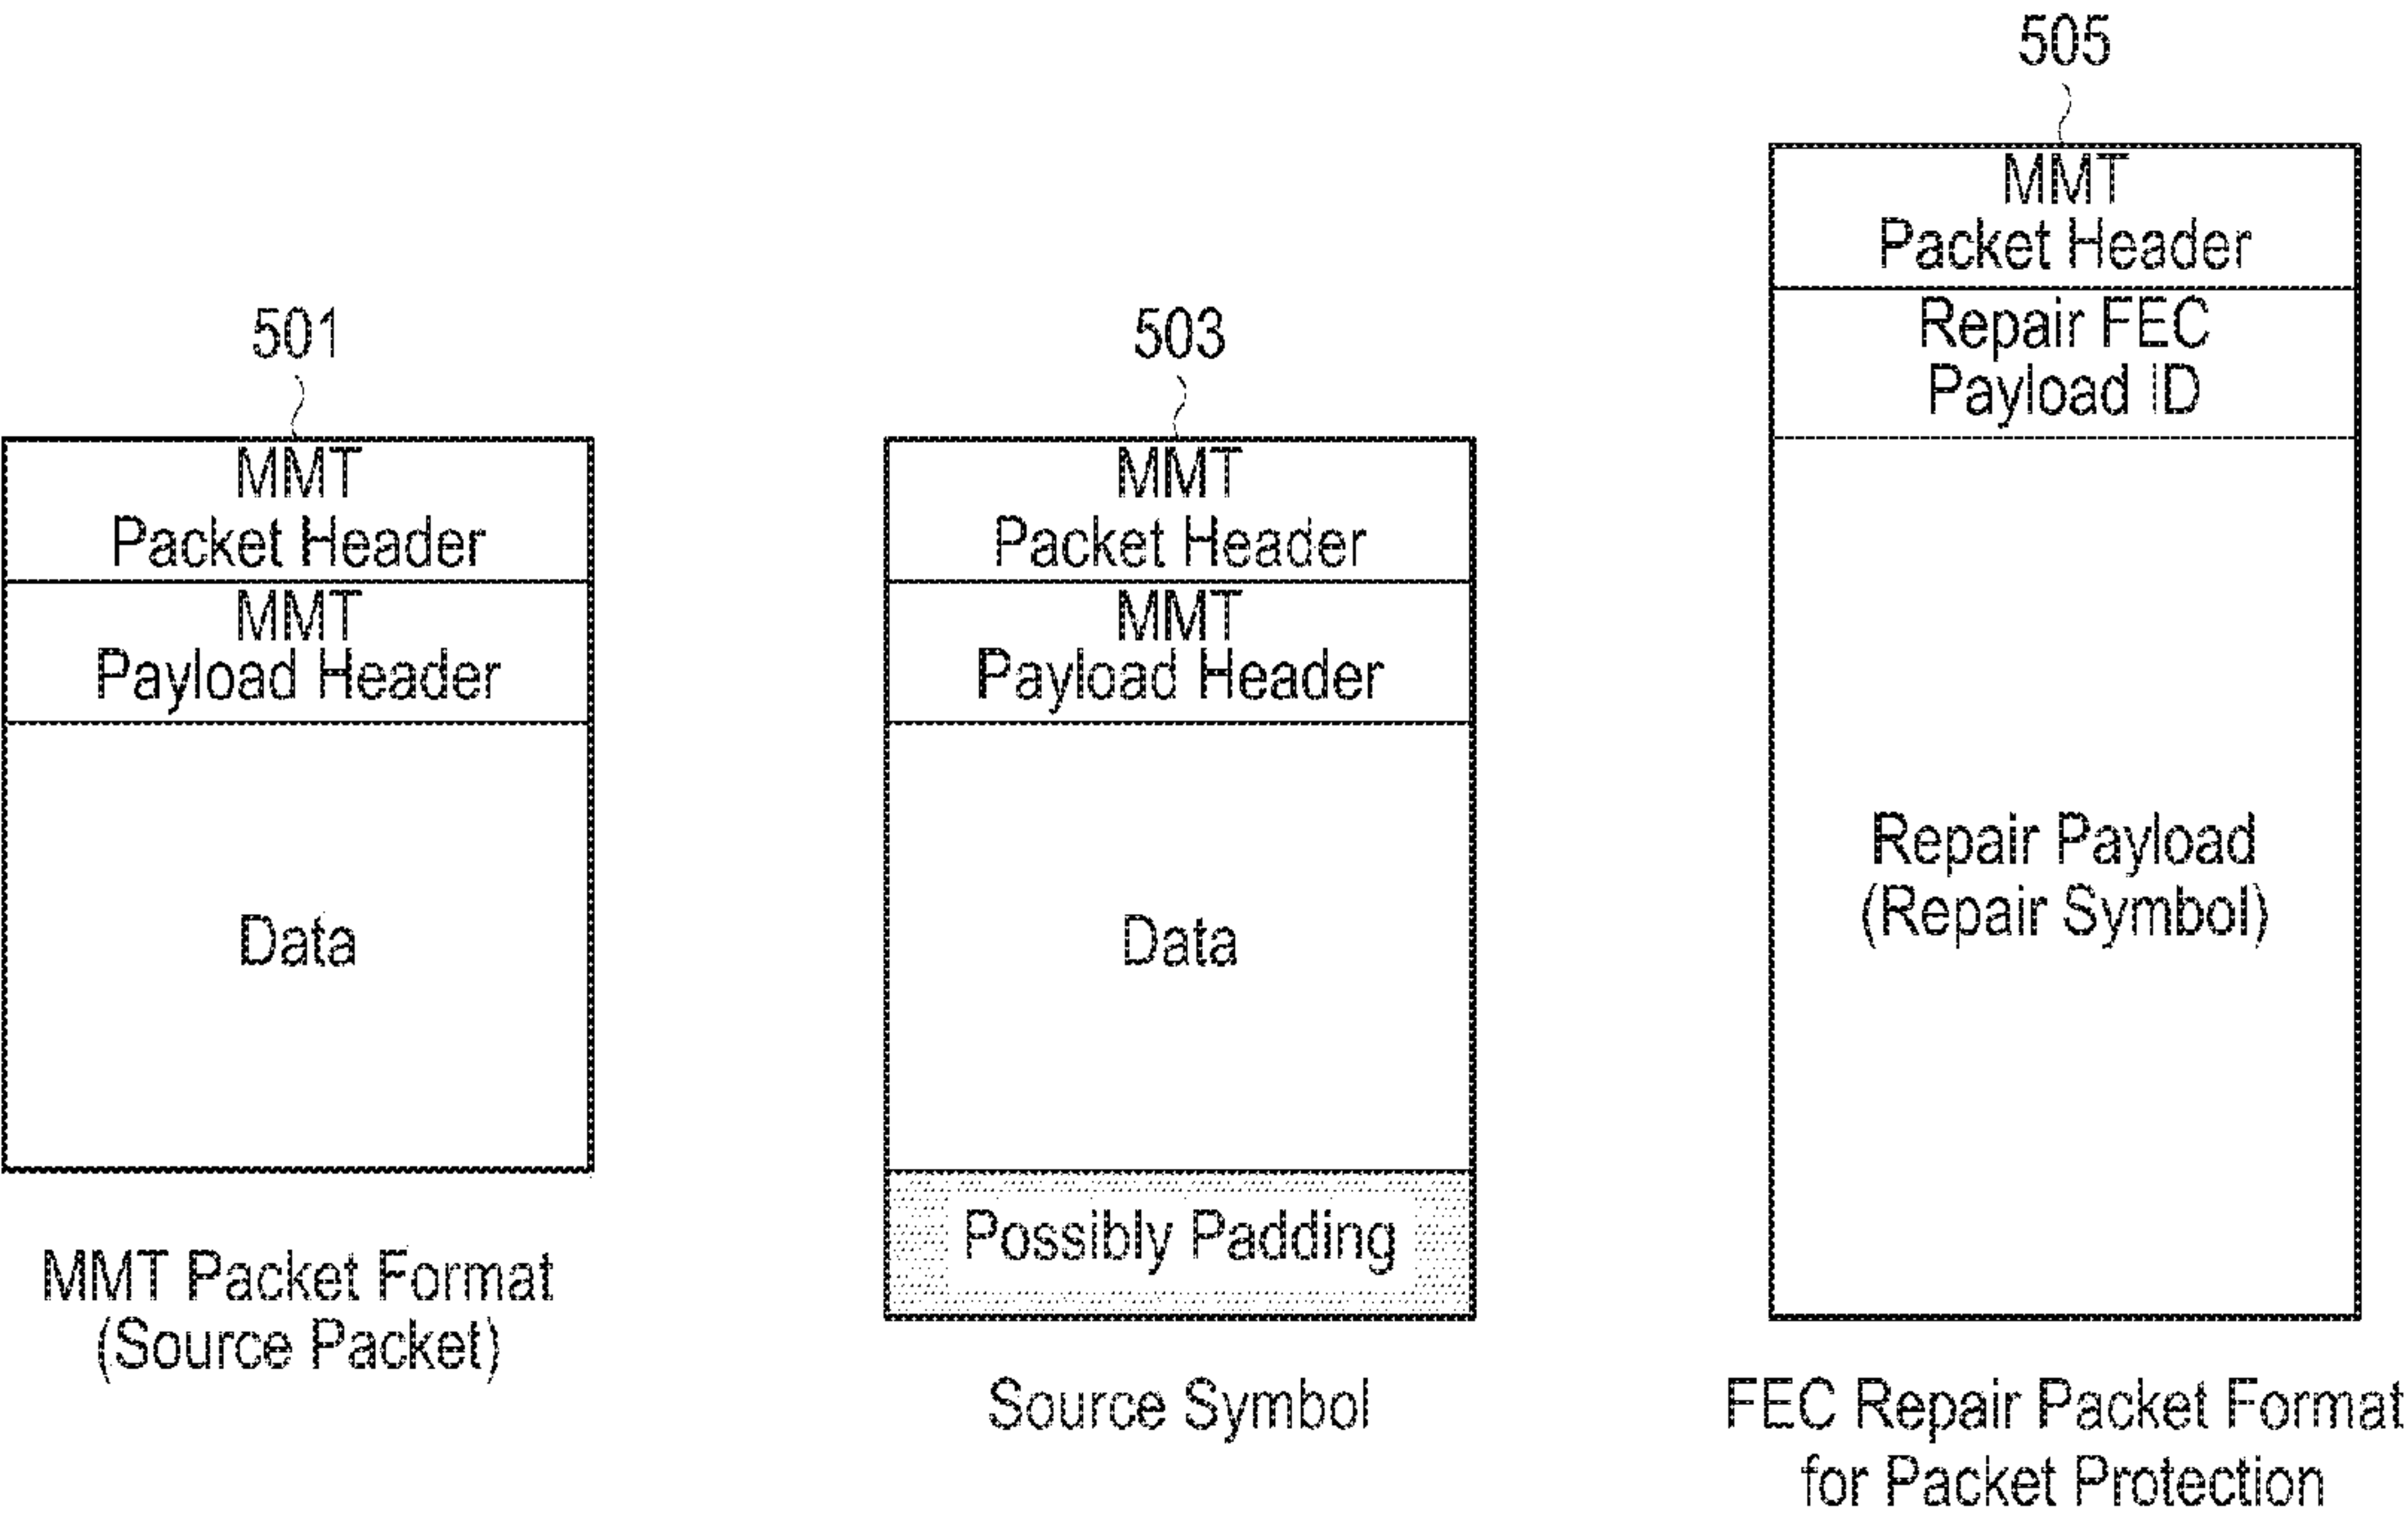 501
MMT
Packet Header
MMT
Payload Header
Data
MMT Packet Format
(Source Packet)
503
MMT
Packet Header
MMT
Payload Header
Data
Possibly Padding
Source Symbol
505
MMT
Packet Header
Repair FEC
Payload ID
Repair Payload
(Repair Symbol)
FEC Repair Packet Format
for Packet Protection